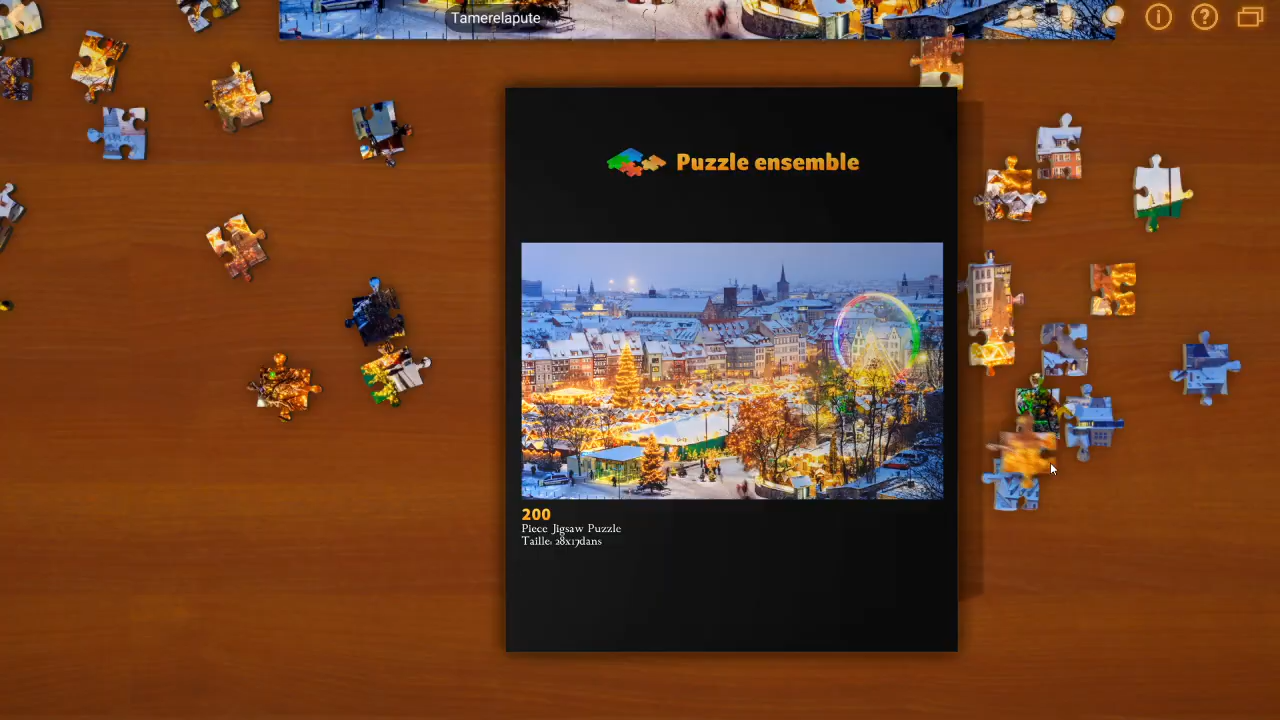 Tamerelapute
Puzzle ensemble
200
Piece Jigsaw Puzzle
Taille: 28x17dans